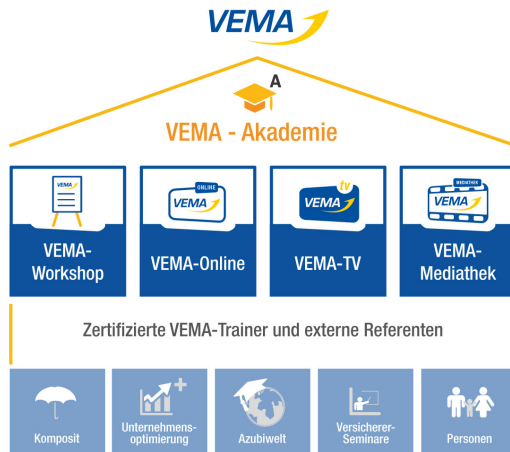 VEMA
A
VEMA - Akademie
VEMA
VEMA-
Workshop
ONLINE
VEMA
VEMA-Online
tv
VEMA
VEMA-TV
MEDIATHEK
VEMA
VEMA-
Mediathek
Zertifizierte VEMA-Trainer und externe Referenten
Komposit
Unternehmens-
optimierung
Azubiwelt
Versicherer-
Seminare
Personen